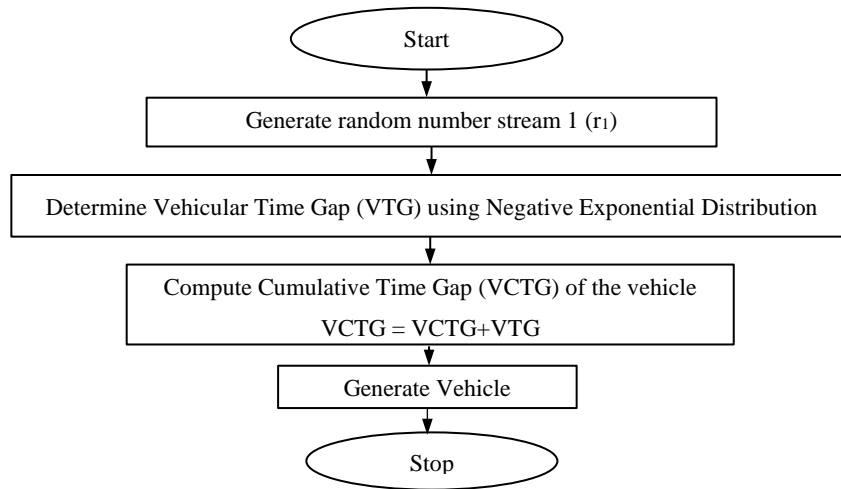 Start
Generate random number stream 1 (r₁)
Determine Vehicular Time Gap (VTG) using Negative Exponential Distribution
Compute Cumulative Time Gap (VCTG) of the vehicle
VCTG = VCTG+VTG
Generate Vehicle
Stop